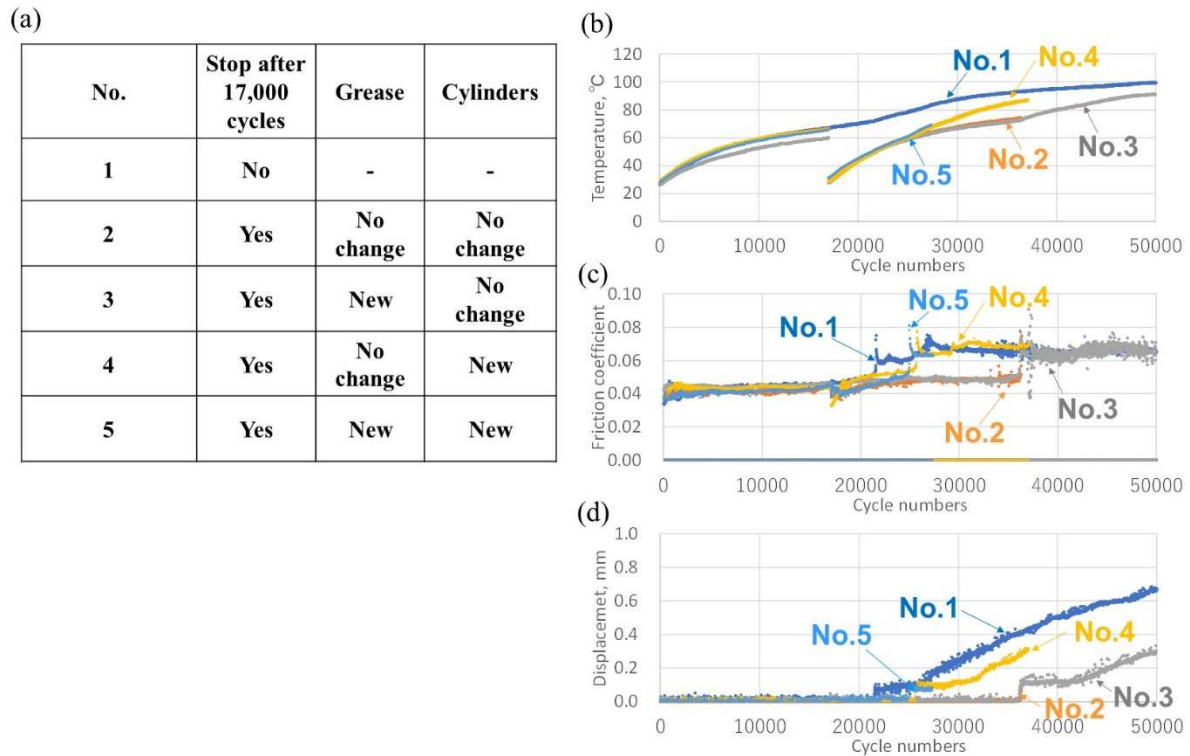 (a)
No.
Stop after
17,000
cycles
Grease
Cylinders
1
No
-
-
2
Yes
No
change
No
change
3
Yes
New
No
change
4
Yes
No
change
New
5
Yes
New
New
(b)
120
100
80
60
40
20
0
Temperature, °C
No.1
No.4
No.5
No.2
No.3
0 10000 20000 30000 40000 50000
Cycle numbers
(c)
0.10
0.08
0.06
0.04
0.02
0.00
Friction coefficient
No.1
No.5
No.4
No.2
No.3
0 10000 20000 30000 40000 50000
Cycle numbers
(d)
1.0
0.8
0.6
0.4
0.2
0.0
Displacemet, mm
No.5
No.1
No.4
No.2
No.3
0 10000 20000 30000 40000 50000
Cycle numbers